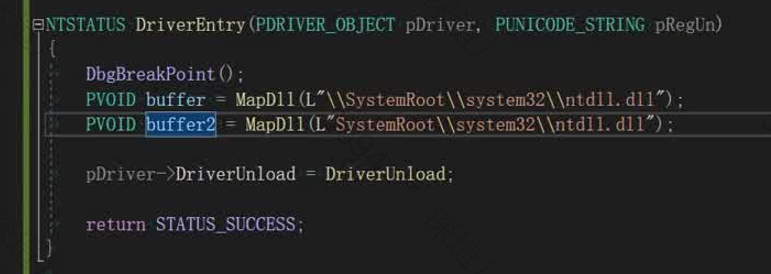 NTSTATUS DriverEntry(PDRIVER_OBJECT pDriver, PUNICODE_STRING pRegUn)
{
DbgBreakPoint();
PVOID buffer = MapDll(L"\\SystemRoot\\system32\\ntdll.dll");
PVOID buffer2 = MapDll(L"SystemRoot\\system32\\ntdll.dll");
pDriver->DriverUnload = DriverUnload;
return STATUS_SUCCESS;
}